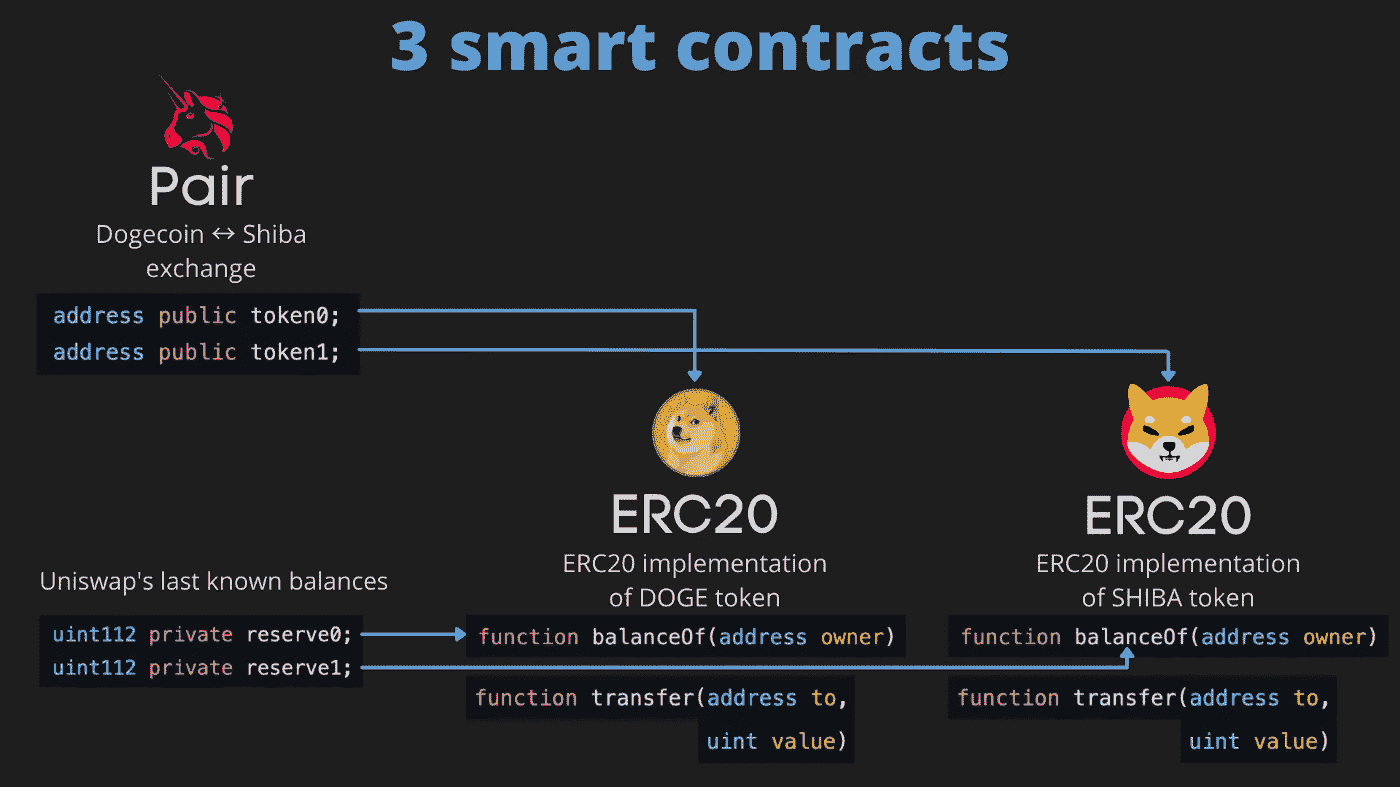 3 smart contracts
Pair
Dogecoin ↔ Shiba
exchange
address public token0;
address public token1;
ERC20
ERC20 implementation
of DOGE token
ERC20
ERC20 implementation
of SHIBA token
Uniswap's last known balances
uint112 private reserve0;
uint112 private reserve1;
function balanceOf(address owner)
function transfer(address to,
uint value)
function balanceOf(address owner)
function transfer(address to,
uint value)